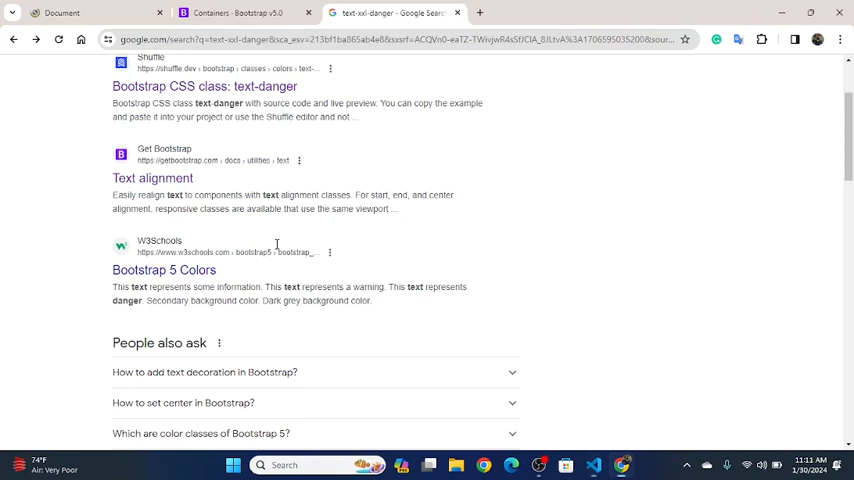 Document
Containers · Bootstrap v5.0
text-xxl-danger - Google Searc
google.com/search?q=text-xxl-danger&sca_esv=213bf1ba865ab4e8&sxsrf=ACQVn0-eaTZ-TWivjwR4sSfJClA_8JLtvA%3A1706595035200&sour...
Shuffle
https://shuffle.dev › bootstrap › classes › colors › text-...
Bootstrap CSS class: text-danger
Bootstrap CSS class text-danger with source code and live preview. You can copy the example
and paste it into your project or use the Shuffle editor and not ...
Get Bootstrap
https://getbootstrap.com › docs › utilities › text
Text alignment
Easily realign text to components with text alignment classes. For start, end, and center
alignment, responsive classes are available that use the same viewport ...
W3Schools
https://www.w3schools.com › bootstrap5 › bootstrap_...
Bootstrap 5 Colors
This text represents some information. This text represents a warning. This text represents
danger. Secondary background color. Dark grey background color.
People also ask
How to add text decoration in Bootstrap?
How to set center in Bootstrap?
Which are color classes of Bootstrap 5?
74°F
Air: Very Poor
Search
11:11 AM
1/30/2024